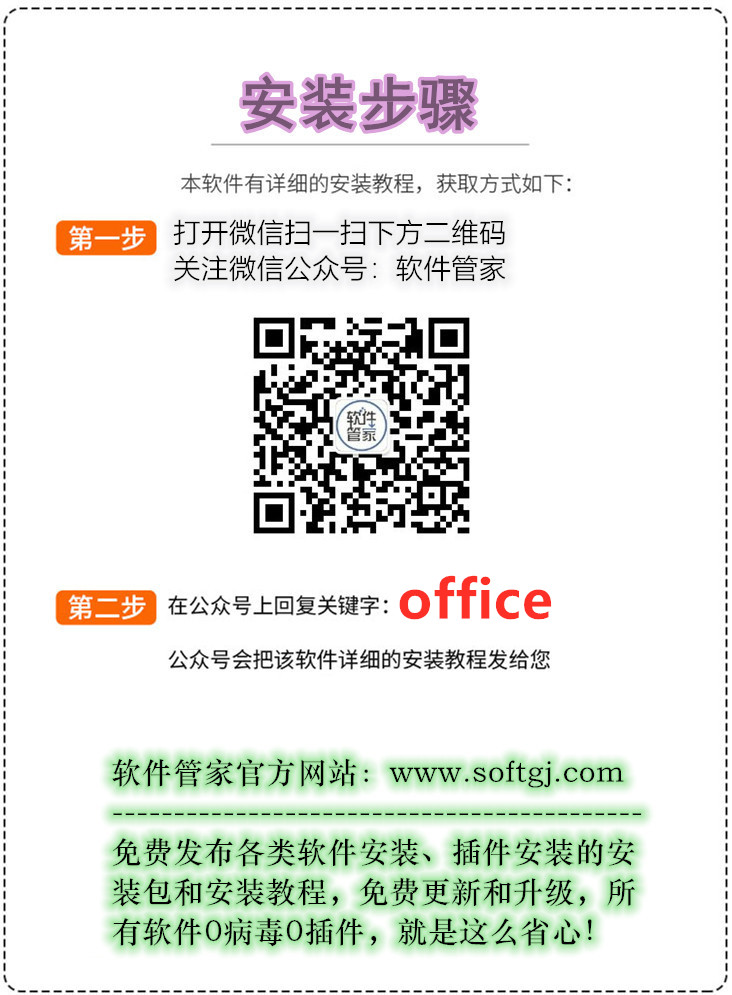 安装步骤
本软件有详细的安装教程，获取方式如下：
第一步 打开微信扫一扫下方二维码
关注微信公众号：软件管家
软件
管家
第二步 在公众号上回复关键字：office
公众号会把该软件详细的安装教程发给您
软件管家官方网站：www.softgj.com
免费发布各类软件安装、插件安装的安
装包和安装教程，免费更新和升级，所
有软件0病毒0插件，就是这么省心！